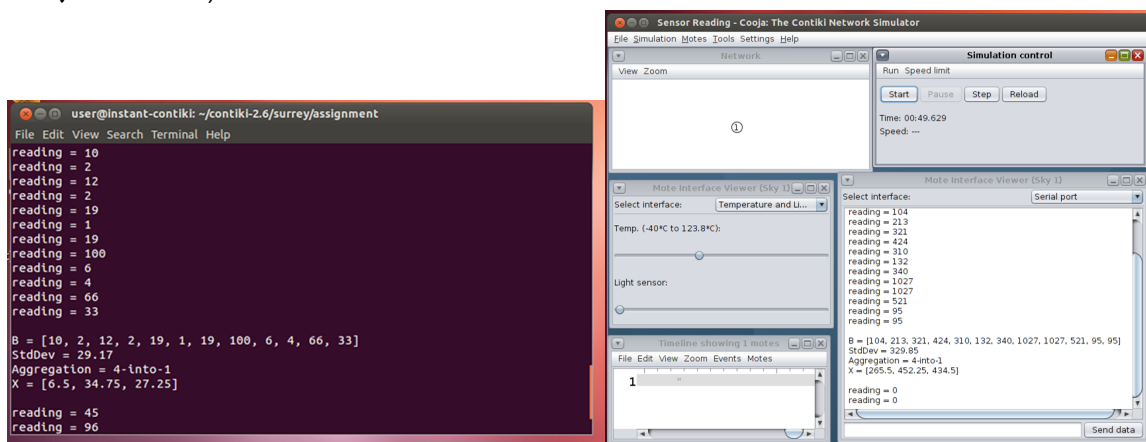 user@instant-contiki: ~/contiki-2.6/surrey/assignment
File Edit View Search Terminal Help
reading = 10
reading = 2
reading = 12
reading = 2
reading = 19
reading = 1
reading = 19
reading = 100
reading = 6
reading = 4
reading = 66
reading = 33
B = [10, 2, 12, 2, 19, 1, 19, 100, 6, 4, 66, 33]
StdDev = 29.17
Aggregation = 4-into-1
X = [6.5, 34.75, 27.25]
reading = 45
reading = 96
Sensor Reading - Cooja: The Contiki Network Simulator
File Simulation Motes Tools Settings Help
Network
View Zoom
1
Simulation control
Run Speed limit
Start Pause Step Reload
Time: 00:49.629
Speed: ---
Mote Interface Viewer (Sky 1)
Select interface: Temperature and Li...
Temp. (-40°C to 123.8°C):
Light sensor:
Timeline showing 1 motes
File Edit View Zoom Events Motes
1
Mote Interface Viewer (Sky 1)
Select interface: Serial port
reading = 104
reading = 213
reading = 321
reading = 424
reading = 310
reading = 132
reading = 340
reading = 1027
reading = 1027
reading = 521
reading = 95
reading = 95
B = [104, 213, 321, 424, 310, 132, 340, 1027, 1027, 521, 95, 95]
StdDev = 329.85
Aggregation = 4-into-1
X = [265.5, 452.25, 434.5]
reading = 0
reading = 0
Send data